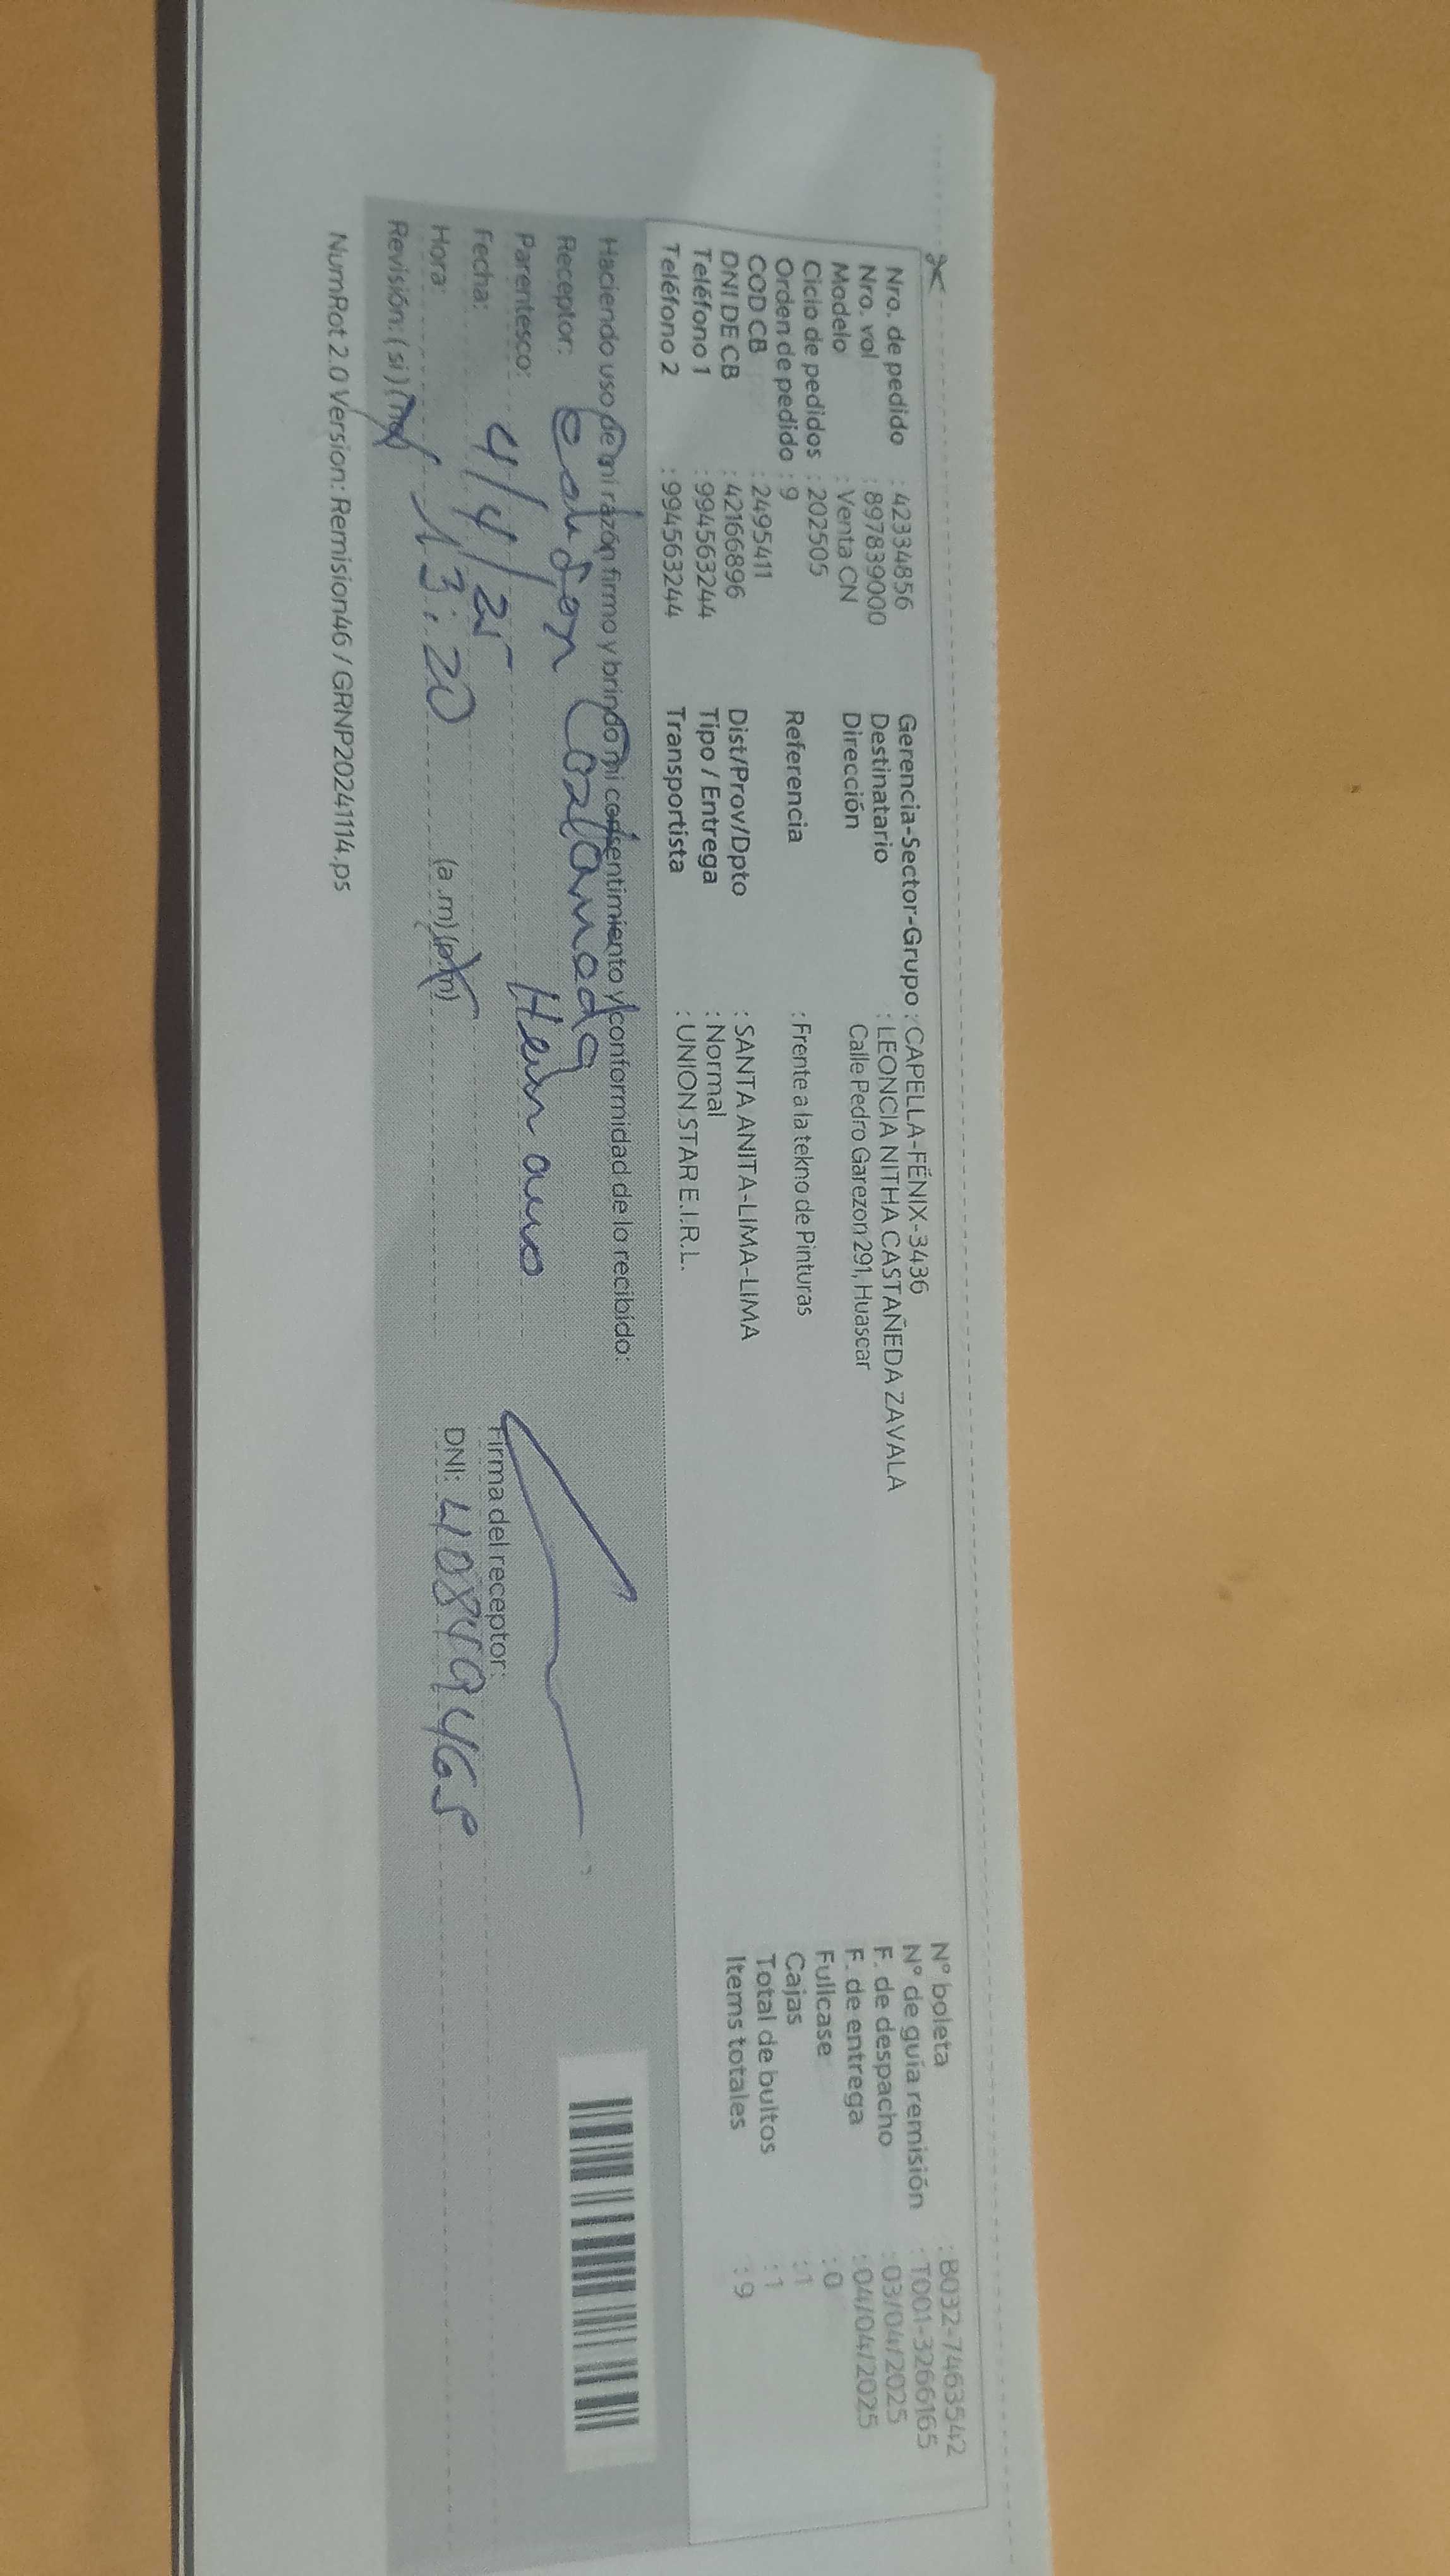 Nro. de pedido : 42334856
Nro. vol : 897839000
Modelo : Venta CN
Ciclo de pedidos : 202505
Orden de pedido : 9
COD CB : 2495411
DNI DE CB : 42166896
Teléfono 1 : 994563244
Teléfono 2 : 994563244
Gerencia-Sector-Grupo : CAPELLA-FÉNIX-3436
Destinatario : LEONCIA NITHA CASTAÑEDA ZAVALA
Dirección Calle Pedro Garezon 291, Huascar
Referencia : Frente a la tekno de Pinturas
Dist/Prov/Dpto : SANTA ANITA-LIMA-LIMA
Tipo / Entrega : Normal
Transportista : UNION STAR E.I.R.L.
N° boleta : B032-7463542
N° de guía remisión : T001-3266165
F. de despacho : 03/04/2025
F. de entrega : 04/04/2025
Fullcase : 0
Cajas : 1
Total de bultos : 1
Items totales : 9
Haciendo uso de mi razón firmo y brindo mi consentimiento y conformidad de lo recibido:
Receptor:
Parentesco: Hermano
Fecha: 4/4/25
Hora: 13:20 (a.m) (p.m)
Revisión: (si) (no)
Firma del receptor:
DNI: 40849465
NumRot 2.0 Version: Remision46 / GRNP20241114.ps